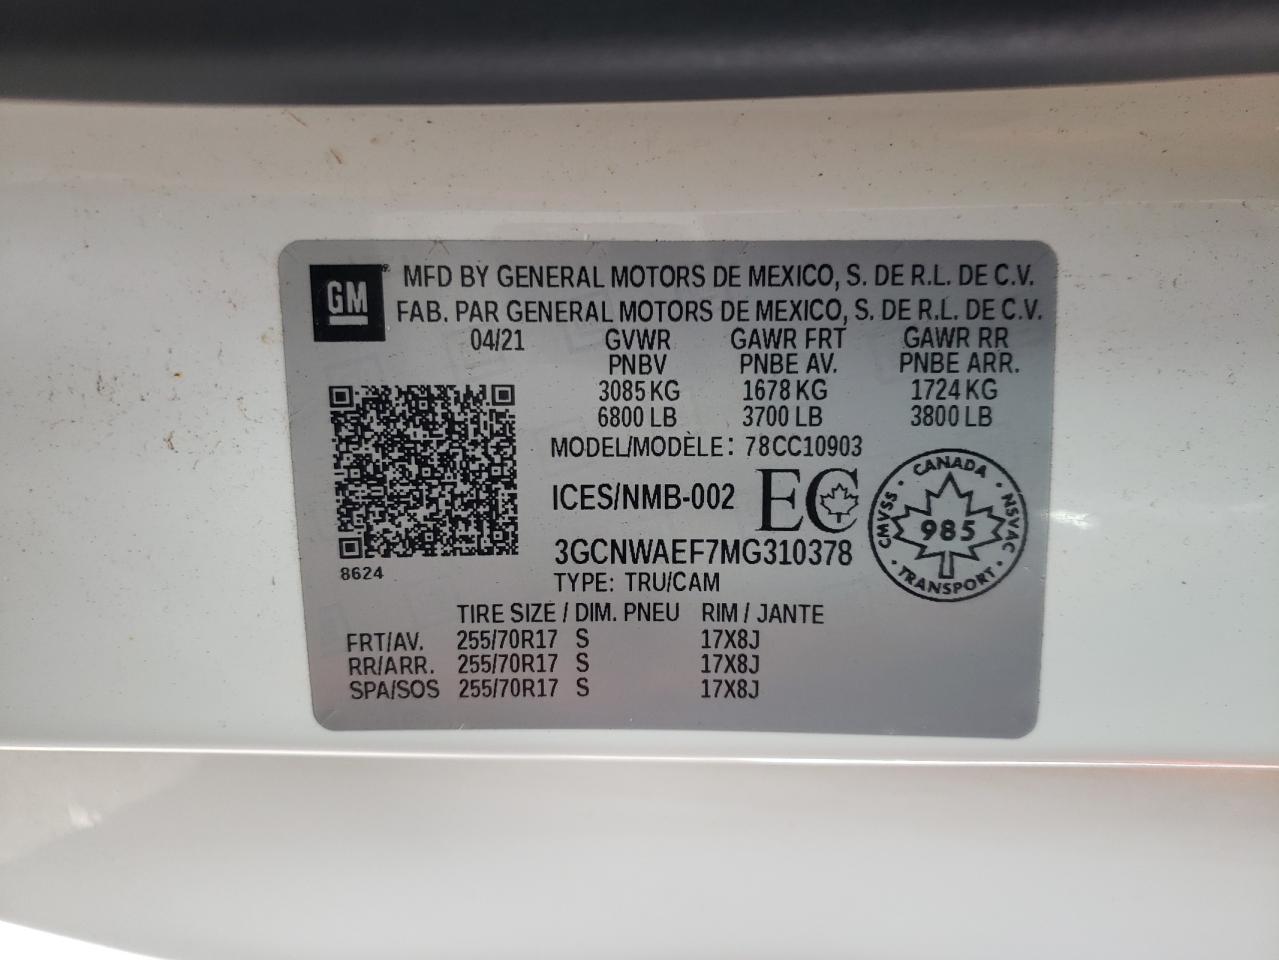 GM ® MFD BY GENERAL MOTORS DE MEXICO, S. DE R.L. DE C.V.
FAB. PAR GENERAL MOTORS DE MEXICO, S. DE R.L. DE C.V.
04/21 GVWR GAWR FRT GAWR RR
PNBV PNBE AV. PNBE ARR.
3085 KG 1678 KG 1724 KG
6800 LB 3700 LB 3800 LB
MODEL/MODÈLE: 78CC10903
ICES/NMB-002 EC
CANADA
CMVSS 985 NSVAC
TRANSPORT
3GCNWAEF7MG310378
8624
TYPE: TRU/CAM
TIRE SIZE / DIM. PNEU RIM / JANTE
FRT/AV. 255/70R17 S 17X8J
RR/ARR. 255/70R17 S 17X8J
SPA/SOS 255/70R17 S 17X8J